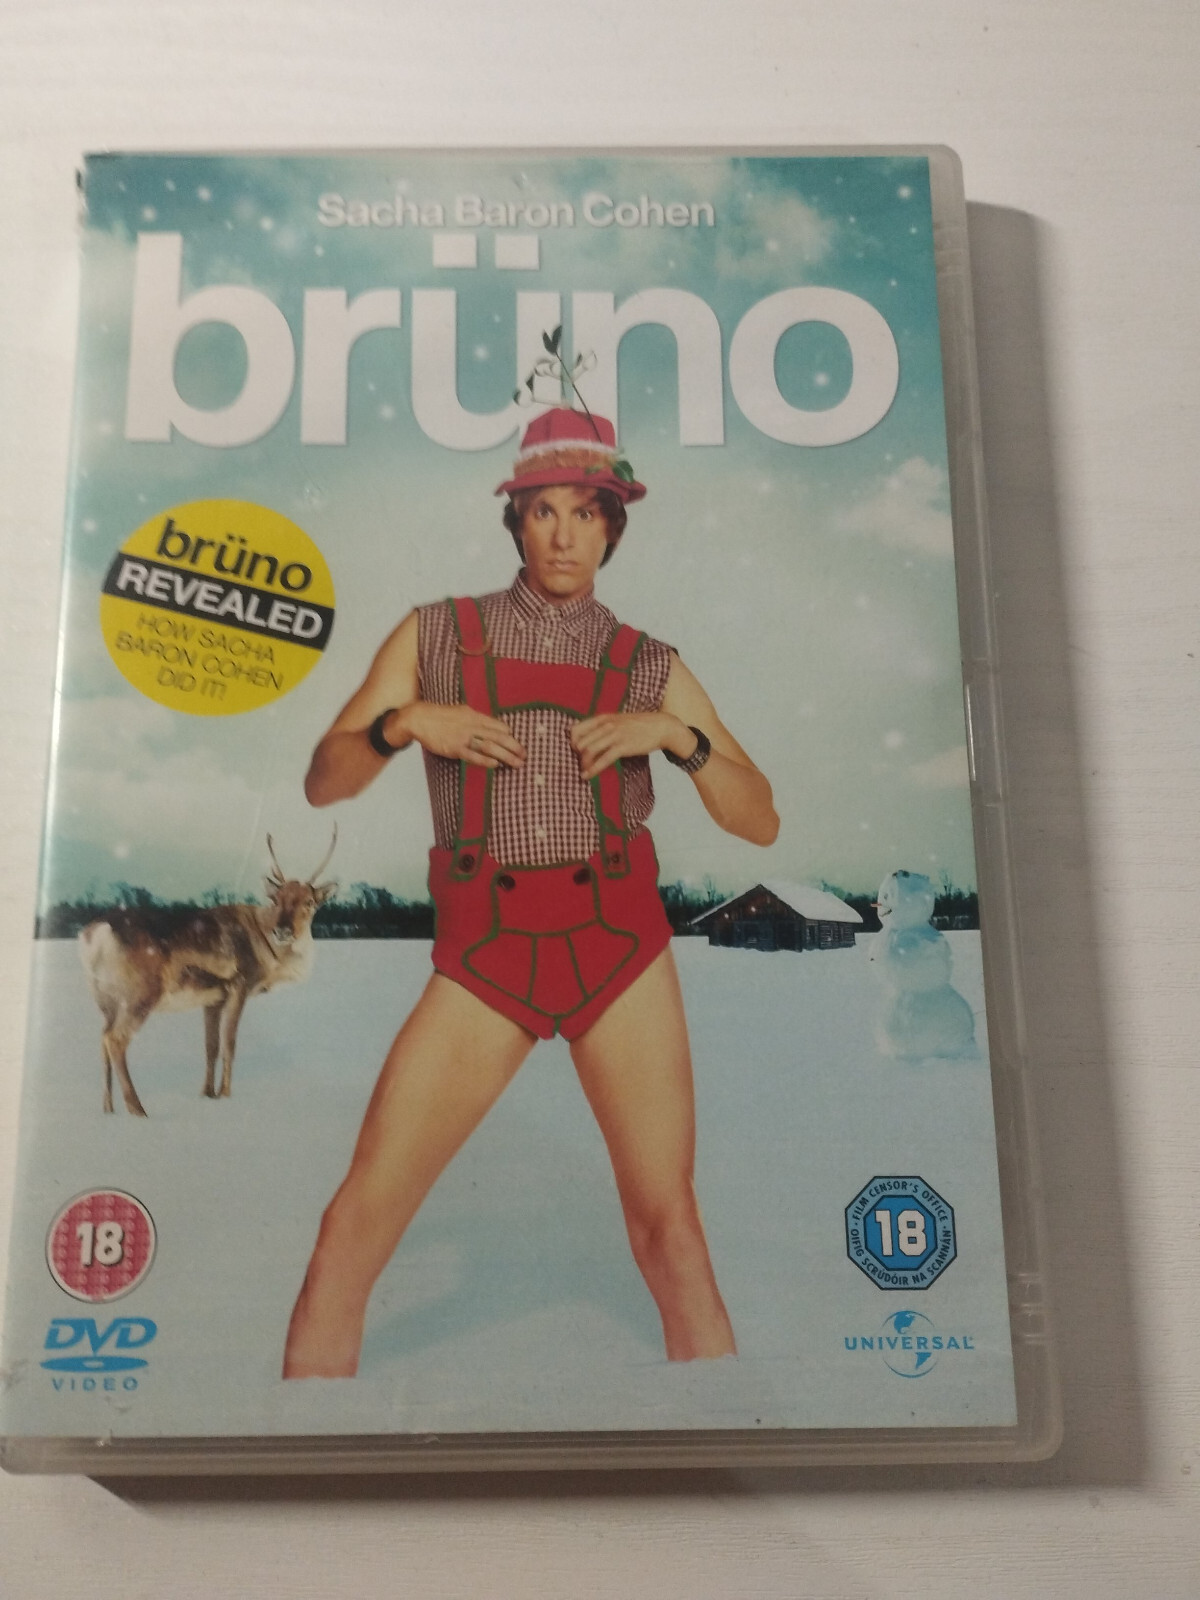 Sacha Baron Cohen
brüno
brüno
REVEALED
HOW SACHA
BARON COHEN
DID IT!
18
DVD
VIDEO
· FILM CENSOR'S OFFICE ·
OIFIG SCRÚDÓIR NA SCANNÁN
18
UNIVERSAL